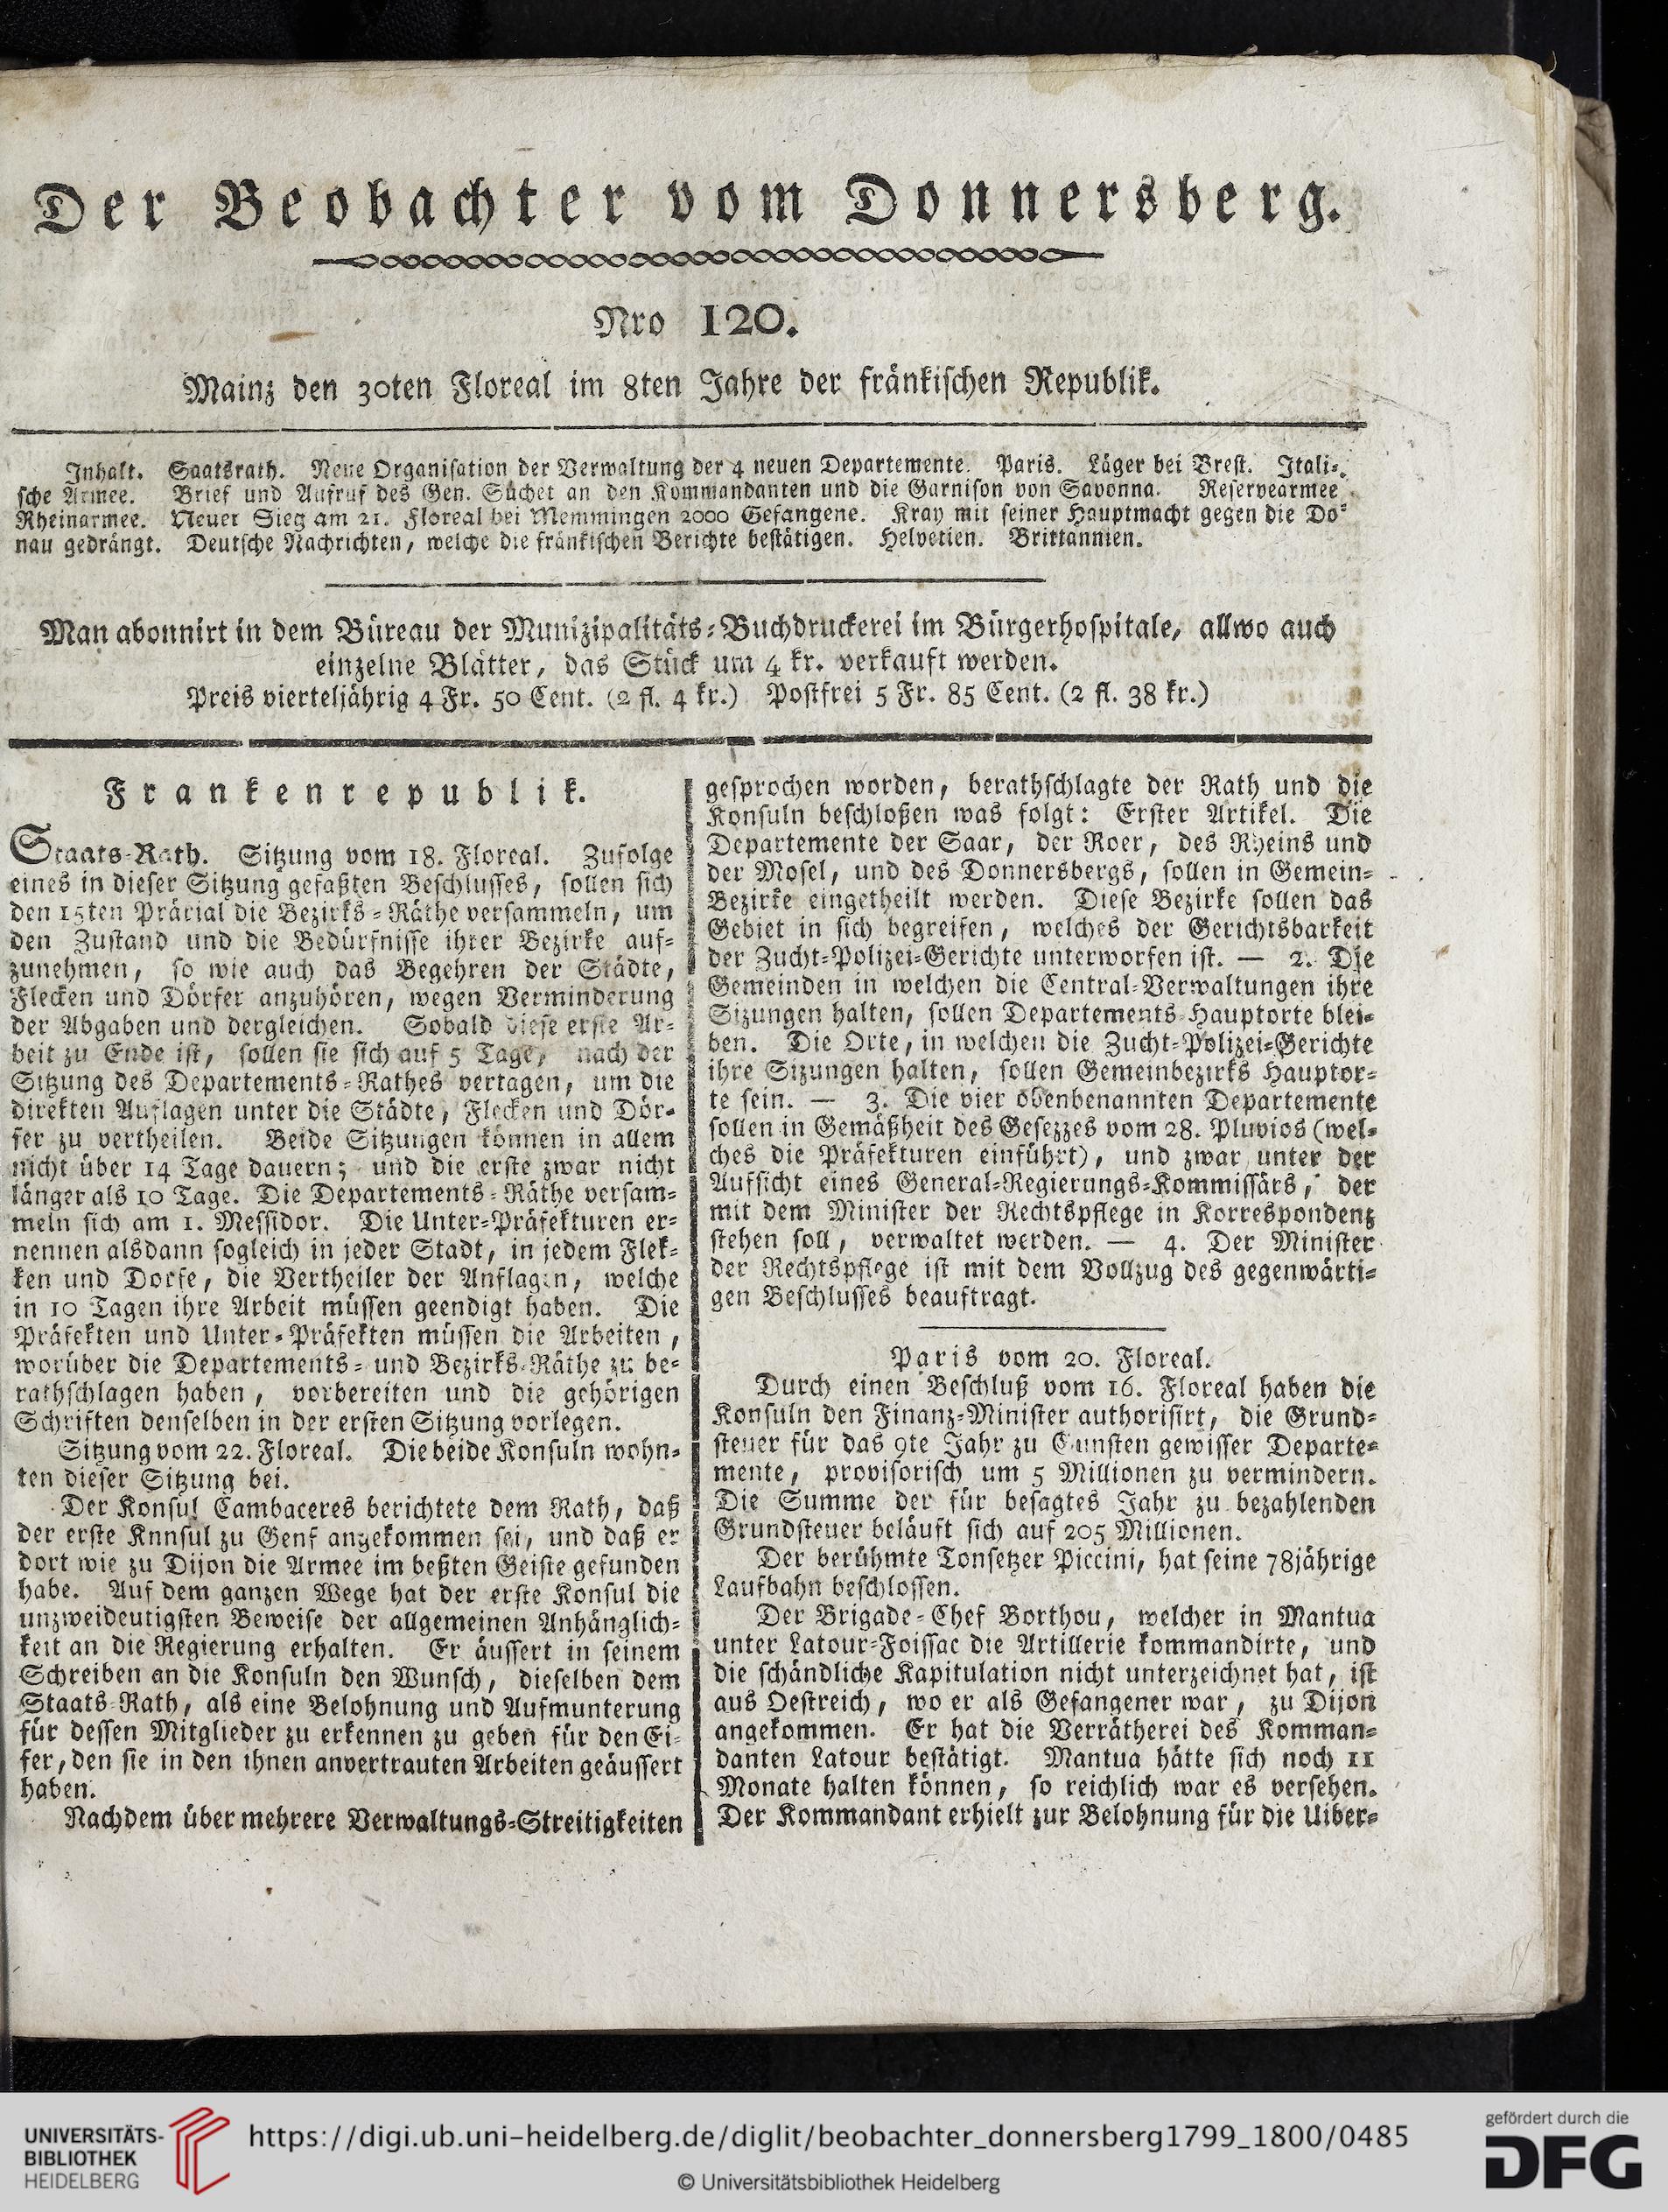 Der Beobachter vom Donnersberg.
Nro 120.
Mainz den 30ten Floreal im 8ten Jahre der fränkischen Republik.
Inhalt. Saatsrath. Neue Organisation der Verwaltung der 4 neuen Departemente. Paris. Läger bei Brest. Itali-
sche Armee. Brief und Aufruf des Gen. Süchet an den Kommandanten und die Garnison von Savonna. Reservearmee
Rheinarmee. Neuer Sieg am 21. Floreal bei Memmingen 2000 Gefangene. Kray mit seiner Hauptmacht gegen die Do-
nau gedrängt. Deutsche Nachrichten, welche die fränkischen Berichte bestätigen. Helvetien. Brittannien.
Man abonnirt in dem Büreau der Munizipalitäts-Buchdruckerei im Bürgerhospitale, allwo auch
einzelne Blätter, das Stück um 4 kr. verkauft werden.
Preis vierteljährig 4 Fr. 50 Cent. (2 fl. 4 kr.) Postfrei 5 Fr. 85 Cent. (2 fl. 38 kr.)
Frankenrepublik.
Staats-Rath. Sitzung vom 18. Floreal. Zufolge
eines in dieser Sitzung gefaßten Beschlusses, sollen sich
den 15ten Prärial die Bezirks-Räthe versammeln, um
den Zustand und die Bedürfnisse ihrer Bezirke auf-
zunehmen, so wie auch das Begehren der Städte,
Flecken und Dörfer anzuhören, wegen Verminderung
der Abgaben und dergleichen. Sobald diese erste Ar-
beit zu Ende ist, sollen sie sich auf 5 Tage, nach der
Sitzung des Departements-Rathes vertagen, um die
direkten Auflagen unter die Städte, Flecken und Dör-
fer zu vertheilen. Beide Sitzungen können in allem
nicht über 14 Tage dauern; und die erste zwar nicht
länger als 10 Tage. Die Departements-Räthe versam-
meln sich am 1. Messidor. Die Unter-Präfekturen er-
nennen alsdann sogleich in jeder Stadt, in jedem Flek-
ken und Dorfe, die Vertheiler der Anflagen, welche
in 10 Tagen ihre Arbeit müssen geendigt haben. Die
Präfekten und Unter-Präfekten müssen die Arbeiten,
worüber die Departements- und Bezirks-Räthe zu be-
rathschlagen haben, vorbereiten und die gehörigen
Schriften denselben in der ersten Sitzung vorlegen.
Sitzung vom 22. Floreal. Die beide Konsuln wohn-
ten dieser Sitzung bei.
Der Konsul Cambaceres berichtete dem Rath, daß
der erste Knnsul zu Genf angekommen sei, und daß er
dort wie zu Dijon die Armee im beßten Geiste gefunden
habe. Auf dem ganzen Wege hat der erste Konsul die
unzweideutigsten Beweise der allgemeinen Anhänglich-
keit an die Regierung erhalten. Er äussert in seinem
Schreiben an die Konsuln den Wunsch, dieselben dem
Staats-Rath, als eine Belohnung und Aufmunterung
für dessen Mitglieder zu erkennen zu geben für den Ei-
fer, den sie in den ihnen anvertrauten Arbeiten geäussert
haben.
Nachdem über mehrere Verwaltungs-Streitigkeiten
gesprochen worden, berathschlagte der Rath und die
Konsuln beschloßen was folgt: Erster Artikel. Die
Departemente der Saar, der Roer, des Rheins und
der Mosel, und des Donnersbergs, sollen in Gemein-
Bezirke eingetheilt werden. Diese Bezirke sollen das
Gebiet in sich begreifen, welches der Gerichtsbarkeit
der Zucht-Polizei-Gerichte unterworfen ist. — 2. Die
Gemeinden in welchen die Central-Verwaltungen ihre
Sizungen halten, sollen Departements-Hauptorte blei-
ben. Die Orte, in welchen die Zucht-Polizei-Gerichte
ihre Sizungen halten, sollen Gemeinbezirks Hauptor-
te sein. — 3. Die vier obenbenannten Departemente
sollen in Gemäßheit des Gesezzes vom 28. Pluvios (wel-
ches die Präfekturen einführt), und zwar unter der
Aufsicht eines General-Regierungs-Kommissärs, der
mit dem Minister der Rechtspflege in Korrespondenz
stehen soll, verwaltet werden. — 4. Der Minister
der Rechtspflege ist mit dem Vollzug des gegenwärti-
gen Beschlusses beauftragt.
Paris vom 20. Floreal.
Durch einen Beschluß vom 16. Floreal haben die
Konsuln den Finanz-Minister authorisirt, die Grund-
steuer für das 9te Jahr zu Gunsten gewisser Departe-
mente, provisorisch um 5 Millionen zu vermindern.
Die Summe der für besagtes Jahr zu bezahlenden
Grundsteuer beläuft sich auf 205 Millionen.
Der berühmte Tonsetzer Piccini, hat seine 78jährige
Laufbahn beschlossen.
Der Brigade-Chef Borthou, welcher in Mantua
unter Latour-Foissac die Artillerie kommandirte, und
die schändliche Kapitulation nicht unterzeichnet hat, ist
aus Oestreich, wo er als Gefangener war, zu Dijon
angekommen. Er hat die Verrätherei des Komman-
danten Latour bestätigt. Mantua hätte sich noch 11
Monate halten können, so reichlich war es versehen.
Der Kommandant erhielt zur Belohnung für die Uiber-
UNIVERSITÄTS-
BIBLIOTHEK
HEIDELBERG
https://digi.ub.uni-heidelberg.de/diglit/beobachter_donnersberg1799_1800/0485
© Universitätsbibliothek Heidelberg
gefördert durch die
DFG